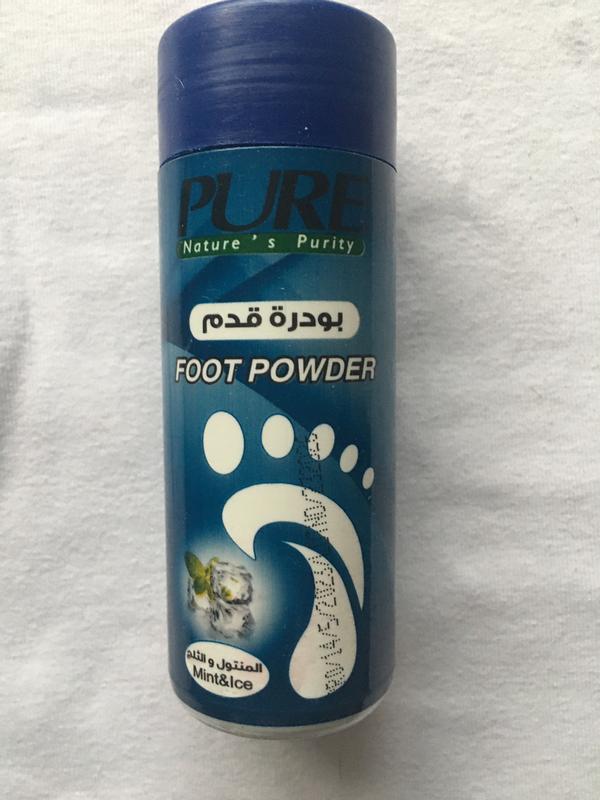 PURE
Nature's Purity
بودرة قدم
FOOT POWDER
المنتول و الثلج
Mint&Ice